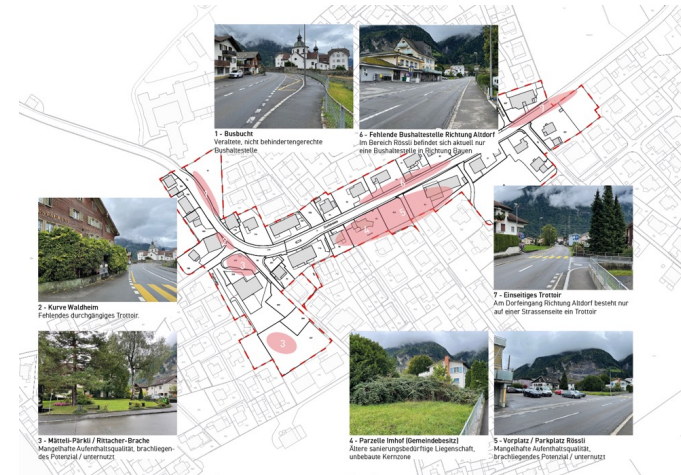 1 - Busbucht
Veraltete, nicht behindertengerechte
Bushaltestelle
6 - Fehlende Bushaltestelle Richtung Altdorf
Im Bereich Rössli befindet sich aktuell nur
eine Bushaltestelle in Richtung Bauen
2 - Kurve Waldheim
Fehlendes durchgängiges Trottoir.
7 - Einseitiges Trottoir
Am Dorfeingang Richtung Altdorf besteht nur
auf einer Strassenseite ein Trottoir
3
3 - Mätteli-Pärkli / Rittacher-Brache
Mangelhafte Aufenthaltsqualität, brachliegen-
des Potenzial / unternutzt
4 - Parzelle Imhof (Gemeindebesitz)
Ältere sanierungsbedürftige Liegenschaft,
unbebaute Kernzone
5 - Vorplatz / Parkplatz Rössli
Mangelhafte Aufenthaltsqualität,
brachliegendes Potenzial / unternutzt